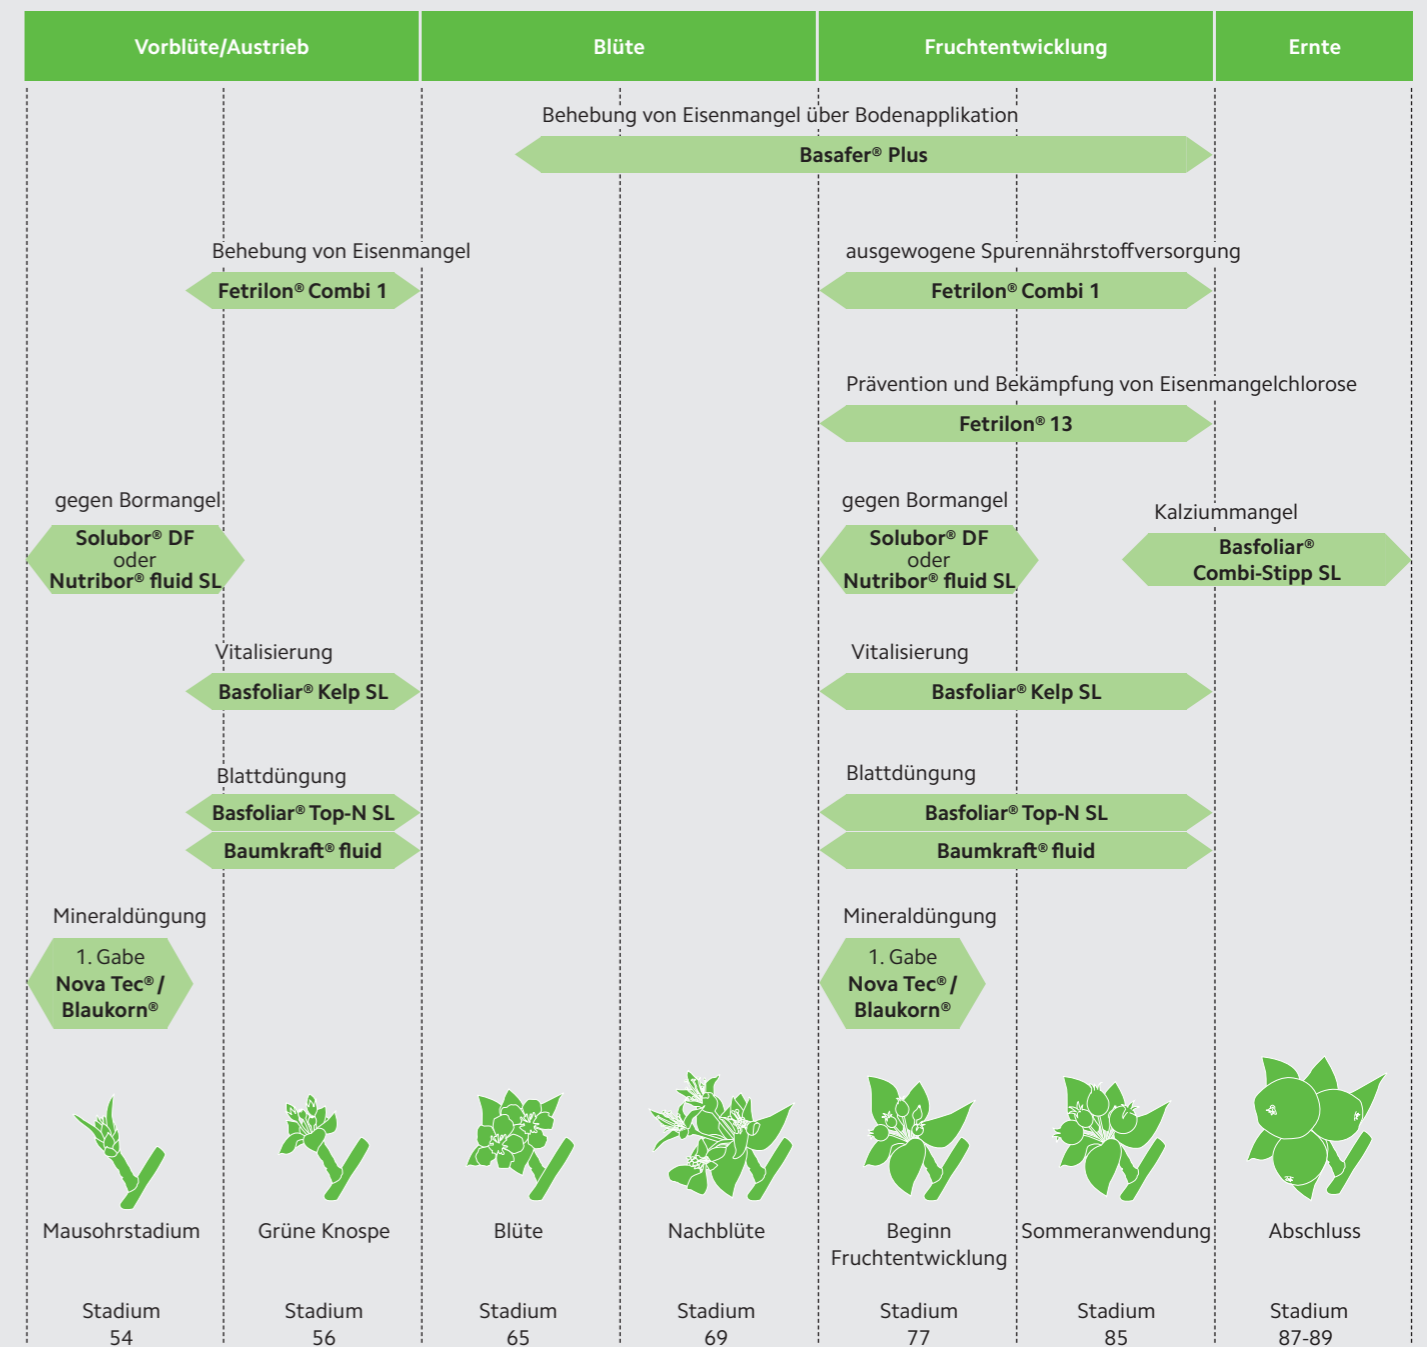 Vorblüte/Austrieb
Blüte
Fruchtentwicklung
Ernte
Behebung von Eisenmangel über Bodenapplikation
Basafer® Plus
Behebung von Eisenmangel
Fetrilon® Combi 1
ausgewogene Spurennährstoffversorgung
Fetrilon® Combi 1
Prävention und Bekämpfung von Eisenmangelchlorose
Fetrilon® 13
gegen Bormangel
Solubor® DF
oder
Nutribor® fluid SL
gegen Bormangel
Solubor® DF
oder
Nutribor® fluid SL
Kalziummangel
Basfoliar®
Combi-Stipp SL
Vitalisierung
Basfoliar® Kelp SL
Vitalisierung
Basfoliar® Kelp SL
Blattdüngung
Basfoliar® Top-N SL
Baumkraft® fluid
Blattdüngung
Basfoliar® Top-N SL
Baumkraft® fluid
Mineraldüngung
1. Gabe
Nova Tec® /
Blaukorn®
Mineraldüngung
1. Gabe
Nova Tec® /
Blaukorn®
Mausohrstadium
Grüne Knospe
Blüte
Nachblüte
Beginn
Fruchtentwicklung
Sommeranwendung
Abschluss
Stadium
54
Stadium
56
Stadium
65
Stadium
69
Stadium
77
Stadium
85
Stadium
87-89